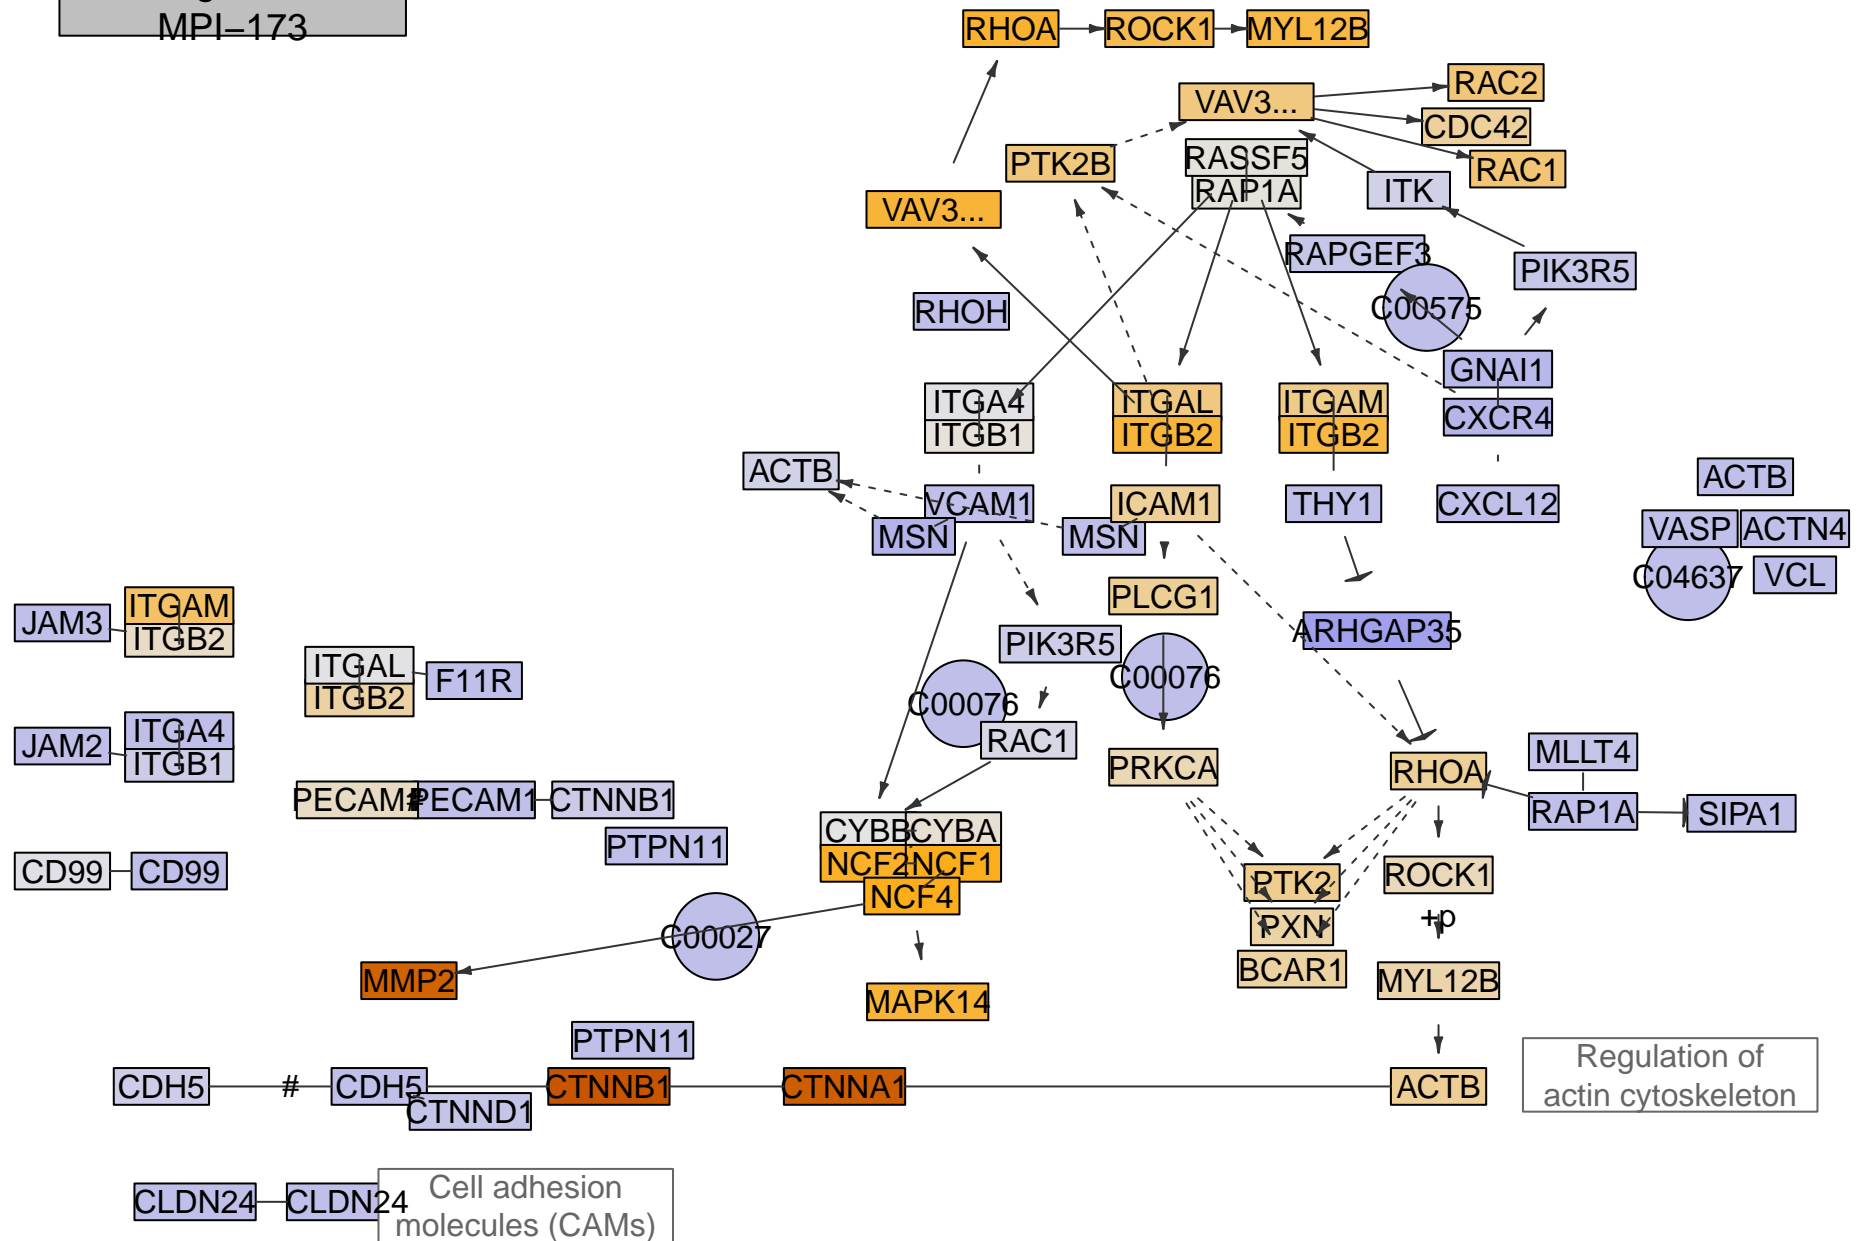 MPI–173
RHOA
ROCK1
MYL12B
RAC2
VAV3...
CDC42
RASSF5
PTK2B
RAC1
RAP1A
ITK
VAV3...
RAPGEF3
PIK3R5
RHOH
C00575
GNAI1
ITGA4
ITGAL
ITGAM
CXCR4
ITGB1
ITGB2
ITGB2
ACTB
ACTB
VCAM1
ICAM1
THY1
CXCL12
MSN
MSN
VASP
ACTN4
C04637
VCL
PLCG1
ITGAM
JAM3
ITGB2
ARHGAP35
PIK3R5
ITGAL
F11R
C00076
ITGB2
C00076
ITGA4
JAM2
RAC1
MLLT4
ITGB1
PRKCA
RHOA
PECAM1
#
PECAM1
CTNNB1
RAP1A
SIPA1
CYBB
CYBA
PTPN11
NCF2
NCF1
CD99
CD99
PTK2
ROCK1
NCF4
+p
PXN
C00027
BCAR1
MMP2
MYL12B
MAPK14
PTPN11
Regulation of
actin cytoskeleton
CDH5
#
CDH5
CTNNB1
CTNNA1
ACTB
CTNND1
Cell adhesion
molecules (CAMs)
CLDN24
CLDN24